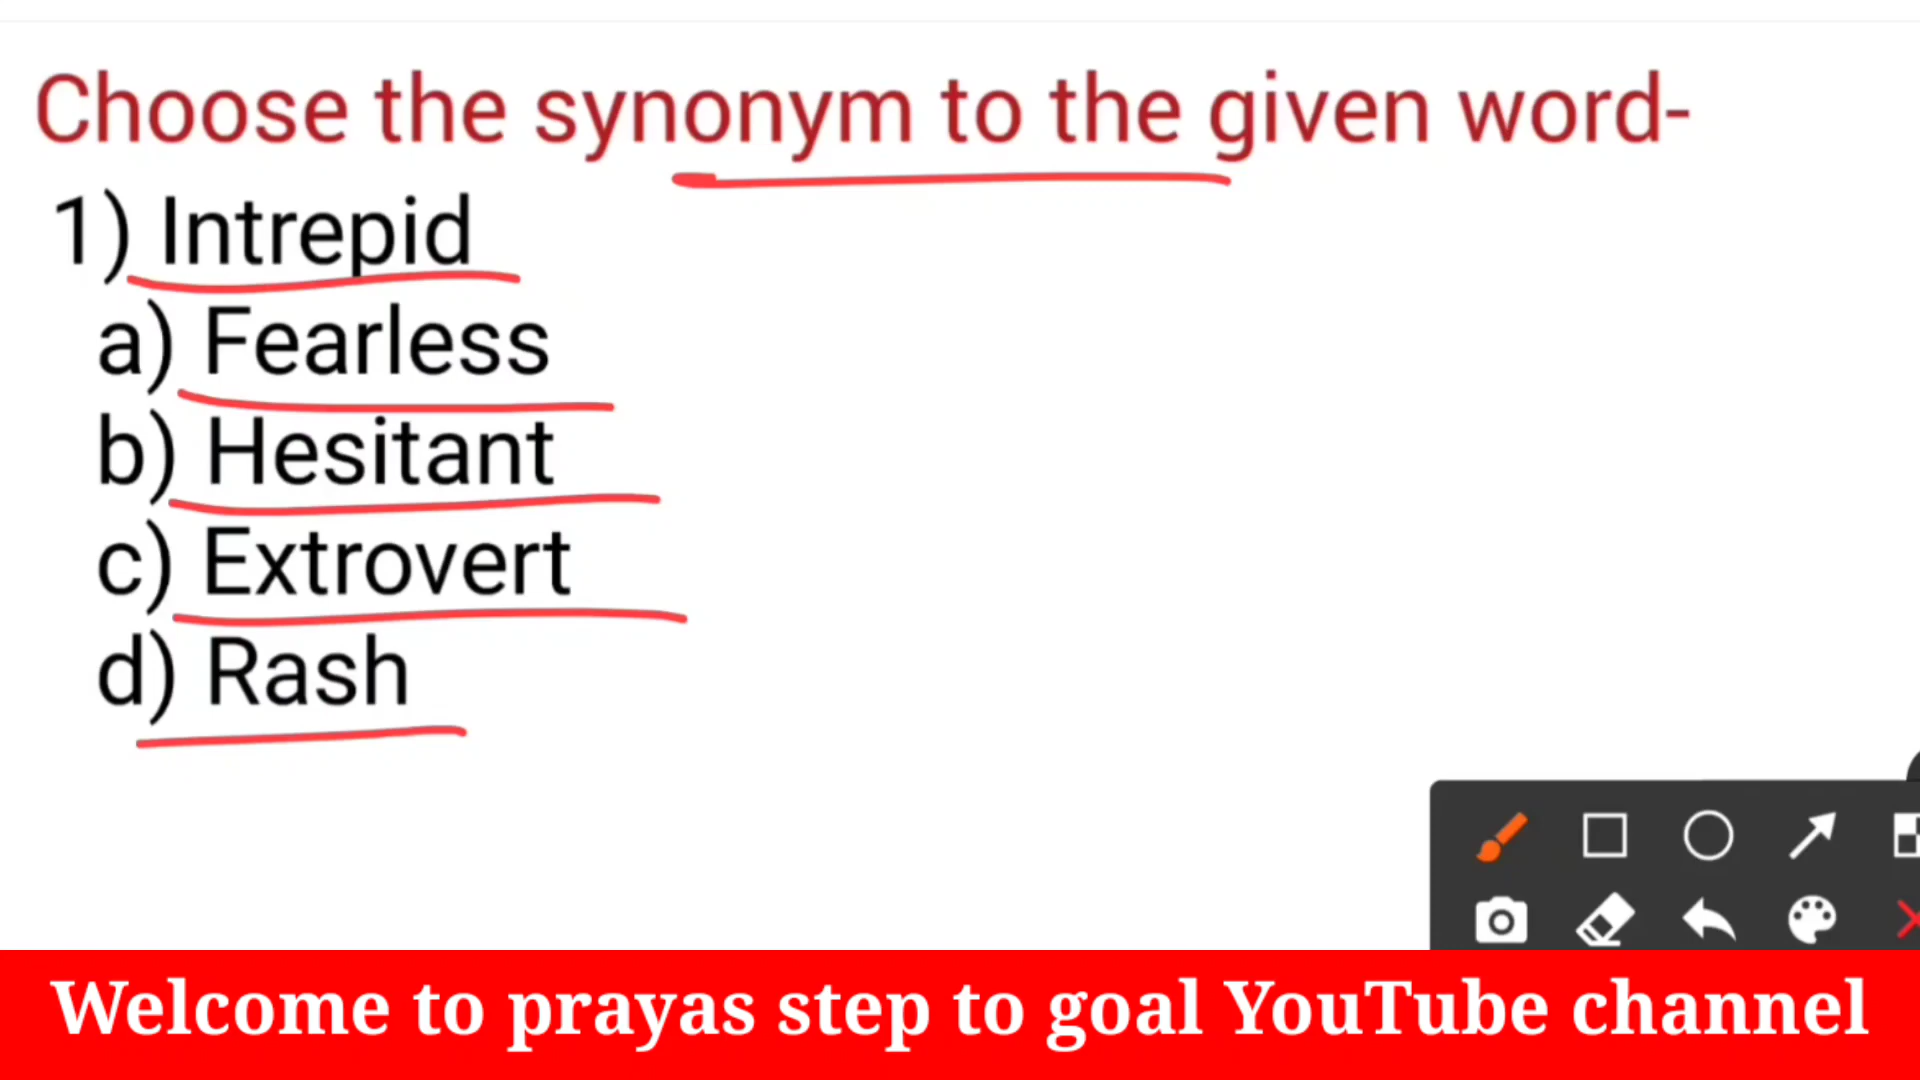 Choose the synonym to the given word-
1) Intrepid
a) Fearless
b) Hesitant
c) Extrovert
d) Rash
Welcome to prayas step to goal YouTube channel